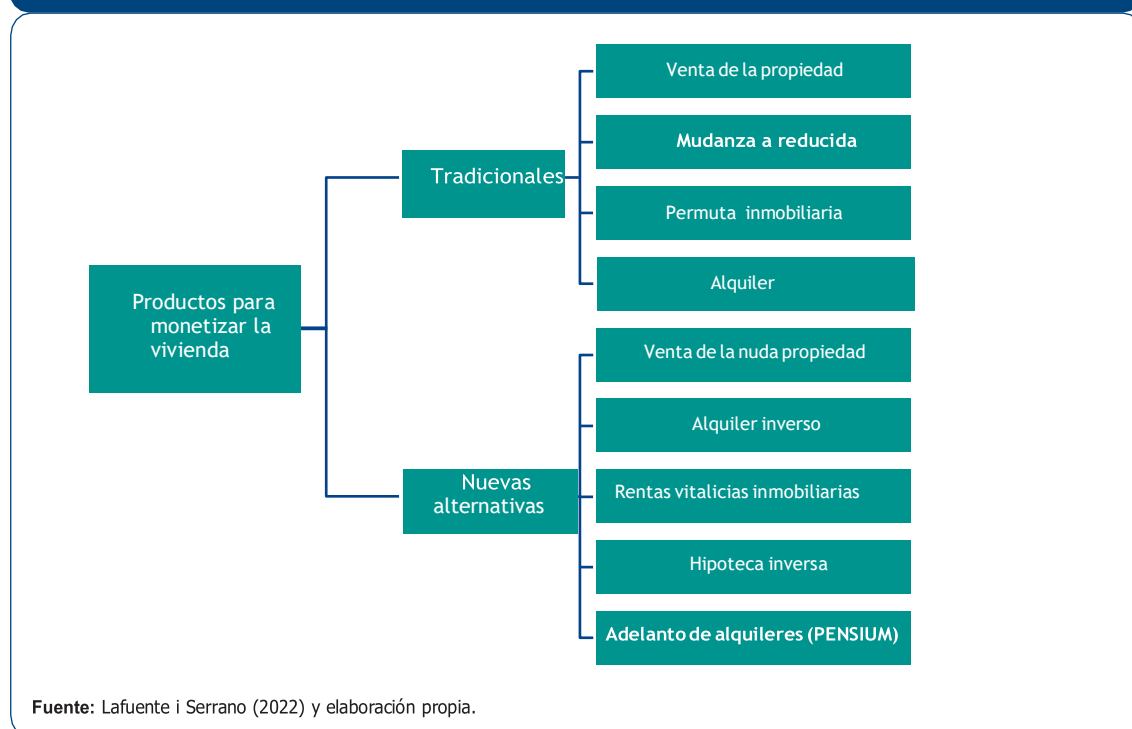 Venta de la propiedad
Mudanza a reducida
Tradicionales
Permuta inmobiliaria
Alquiler
Productos para
monetizar la
vivienda
Venta de la nuda propiedad
Alquiler inverso
Nuevas
alternativas
Rentas vitalicias inmobiliarias
Hipoteca inversa
Adelanto de alquileres (PENSIUM)
Fuente: Lafuente i Serrano (2022) y elaboración propia.